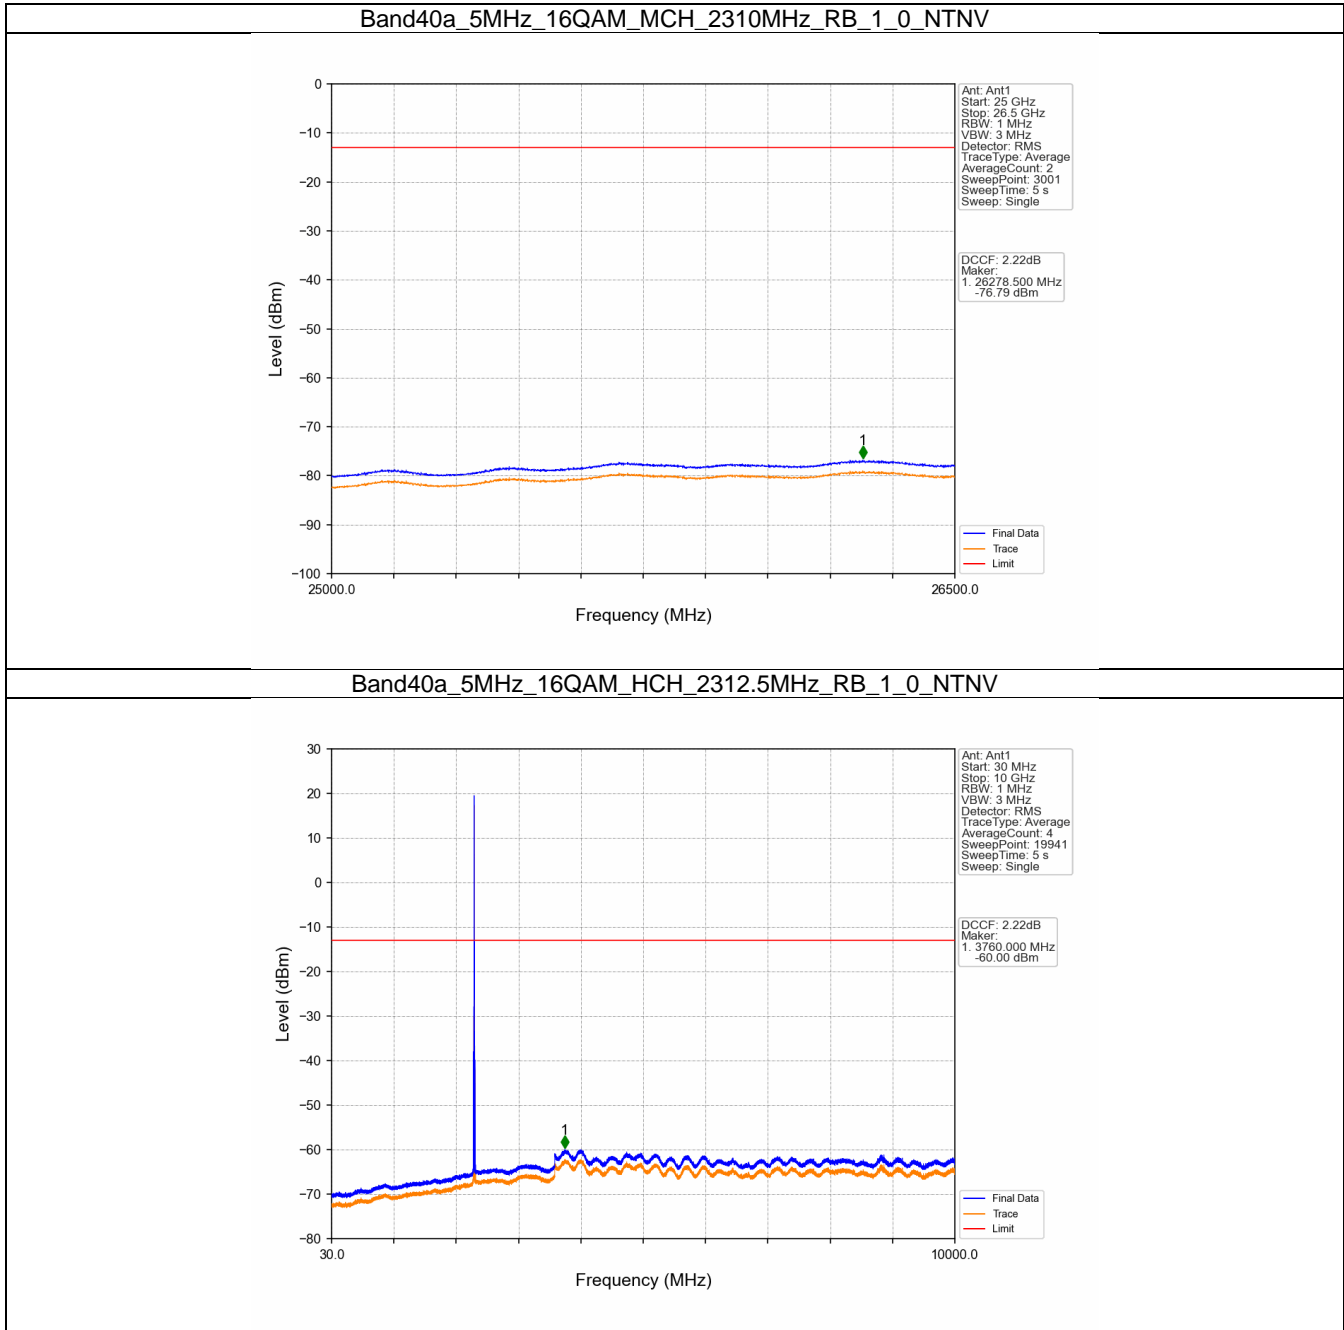 Band40a_5MHz_16QAM_MCH_2310MHz_RB_1_0_NTNV
0
−10
−20
−30
−40
−50
−60
−70
−80
−90
−100
Level (dBm)
25000.0
26500.0
Frequency (MHz)
1
Ant: Ant1
Start: 25 GHz
Stop: 26.5 GHz
RBW: 1 MHz
VBW: 3 MHz
Detector: RMS
TraceType: Average
AverageCount: 2
SweepPoint: 3001
SweepTime: 5 s
Sweep: Single
DCCF: 2.22dB
Maker:
1. 26278.500 MHz
-76.79 dBm
Final Data
Trace
Limit
Band40a_5MHz_16QAM_HCH_2312.5MHz_RB_1_0_NTNV
30
20
10
0
−10
−20
−30
−40
−50
−60
−70
−80
Level (dBm)
30.0
10000.0
Frequency (MHz)
1
Ant: Ant1
Start: 30 MHz
Stop: 10 GHz
RBW: 1 MHz
VBW: 3 MHz
Detector: RMS
TraceType: Average
AverageCount: 4
SweepPoint: 19941
SweepTime: 5 s
Sweep: Single
DCCF: 2.22dB
Maker:
1. 3760.000 MHz
-60.00 dBm
Final Data
Trace
Limit